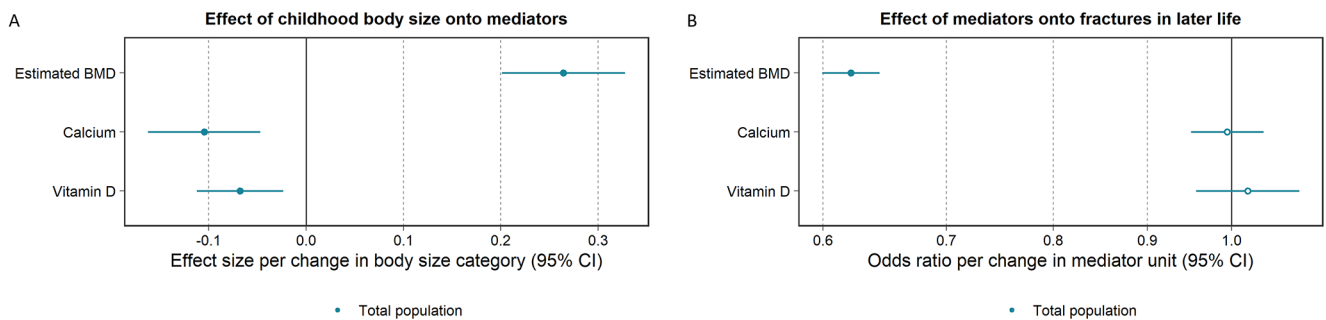 A
Effect of childhood body size onto mediators
Estimated BMD
Calcium
Vitamin D
-0.1 0.0 0.1 0.2 0.3
Effect size per change in body size category (95% CI)
Total population
B
Effect of mediators onto fractures in later life
Estimated BMD
Calcium
Vitamin D
0.6 0.7 0.8 0.9 1.0
Odds ratio per change in mediator unit (95% CI)
Total population